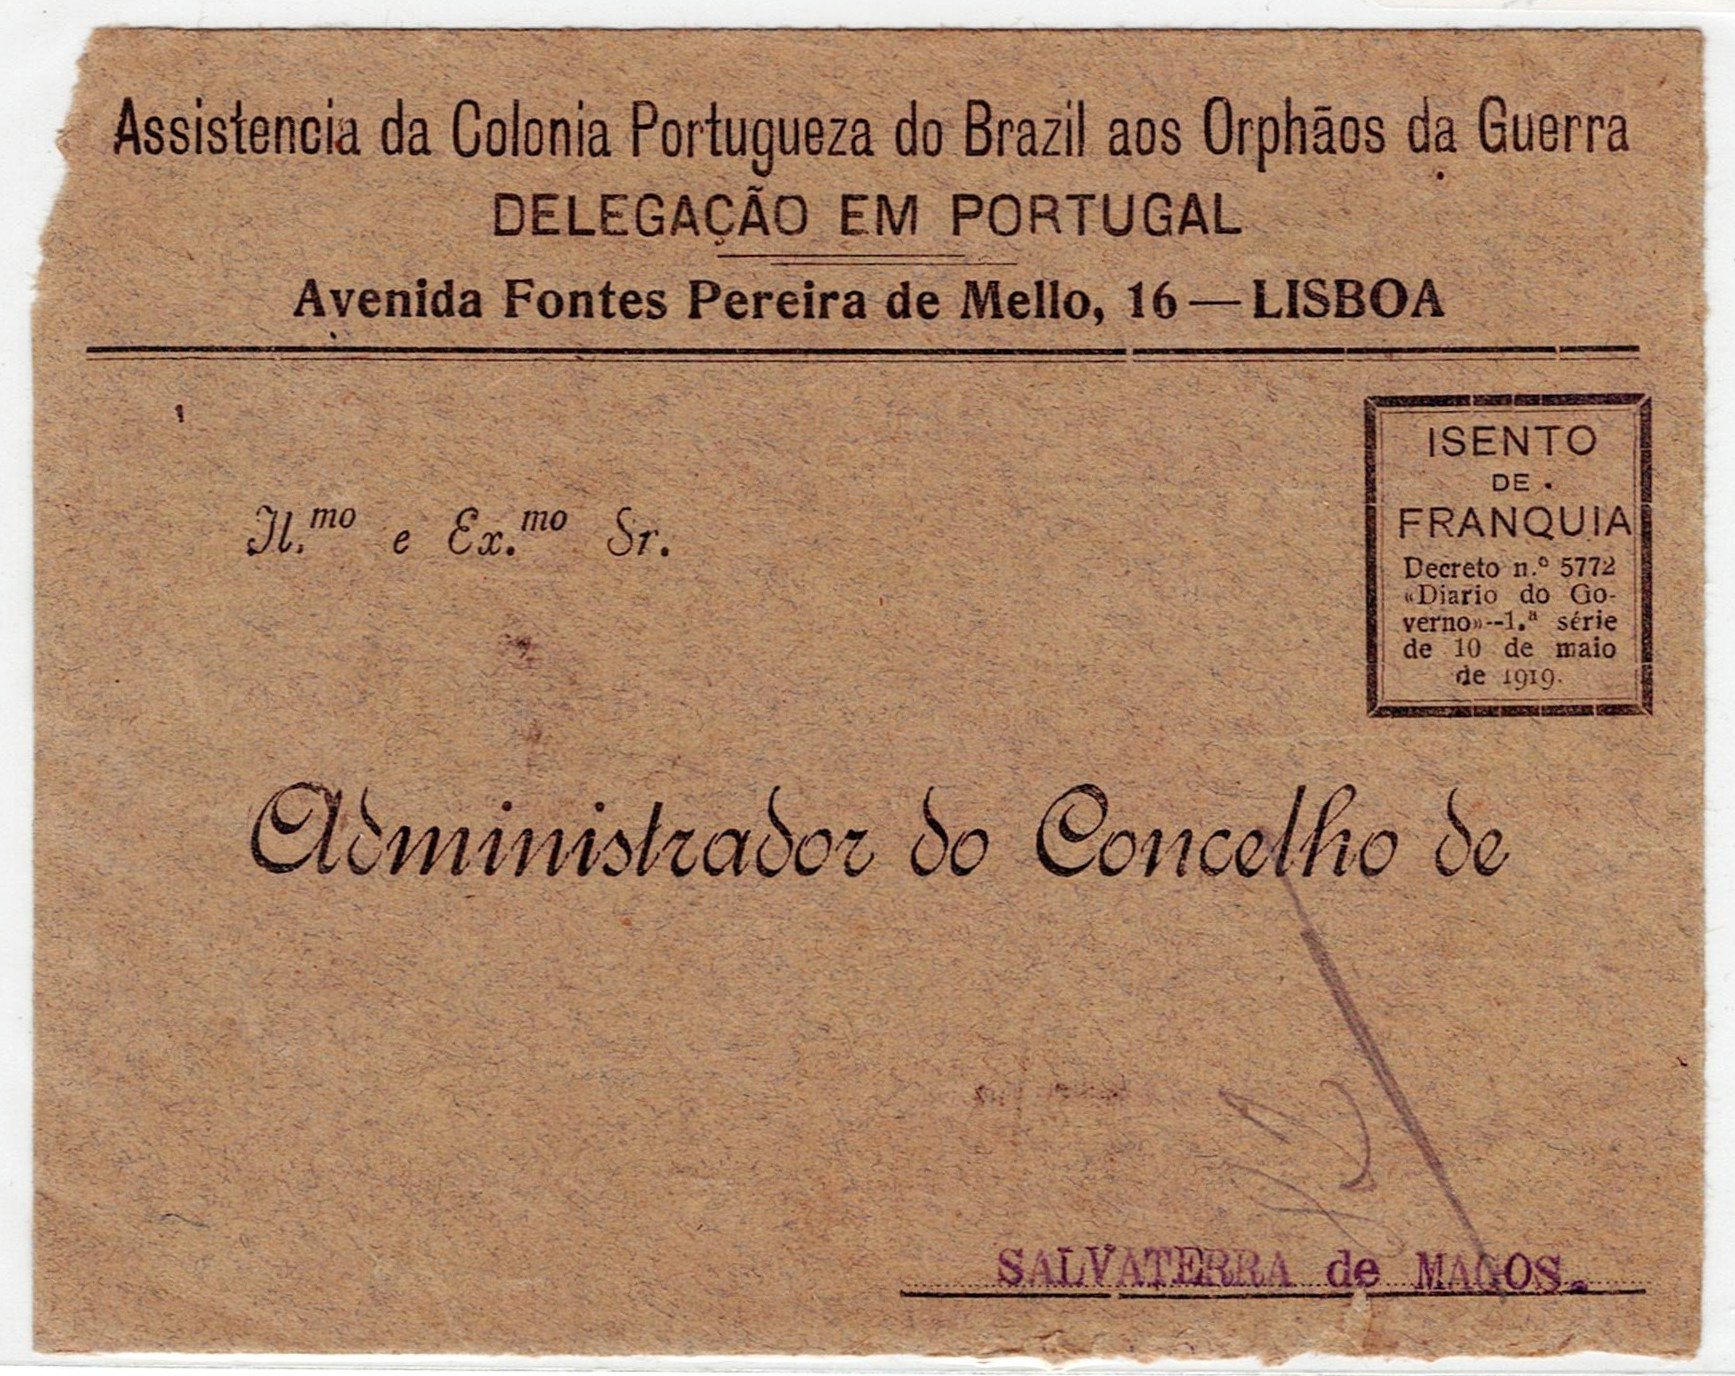 Assistencia da Colonia Portugueza do Brazil aos Orphãos da Guerra
DELEGAÇÃO EM PORTUGAL
Avenida Fontes Pereira de Mello, 16 — LISBOA
ISENTO
DE
FRANQUIA
Decreto n.º 5772
«Diario do Go-
verno»--1.ª série
de 10 de maio
de 1919.
Il.mo e Ex.mo Sr.
Administrador do Concelho de
SALVATERRA de MAGOS.